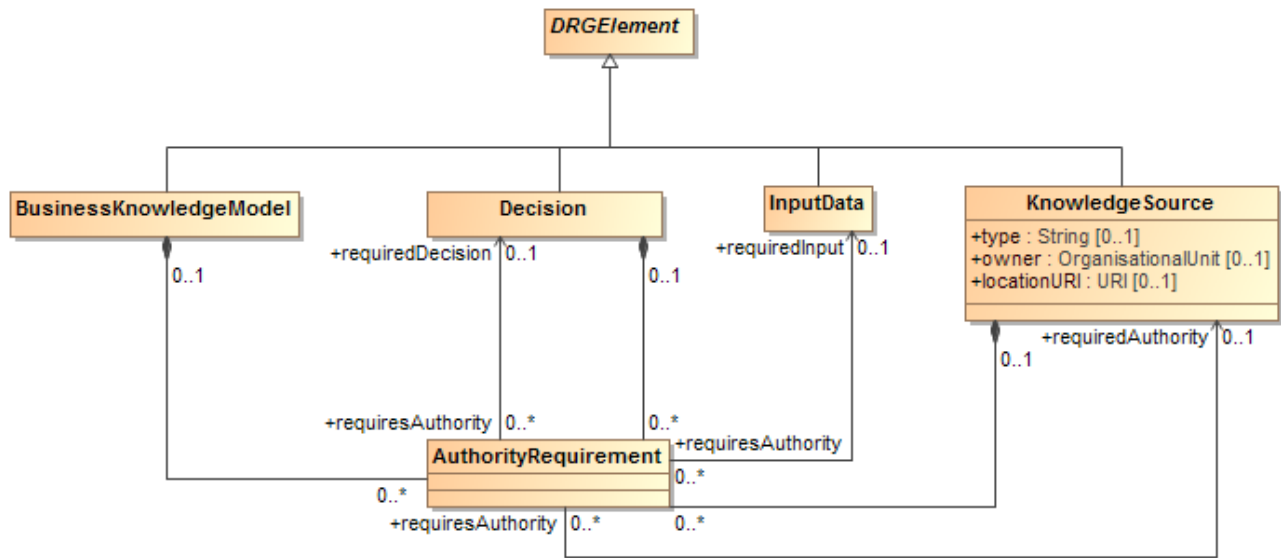 DRGElement
BusinessKnowledgeModel
Decision
InputData
KnowledgeSource
+type : String [0..1]
+owner : OrganisationalUnit [0..1]
+locationURI : URI [0..1]
0..1
+requiredDecision 0..1
0..1
+requiredInput 0..1
0..1
+requiredAuthority 0..1
+requiresAuthority 0..*
0..*
+requiresAuthority
0..*
AuthorityRequirement
0..*
0..*
+requiresAuthority 0..*